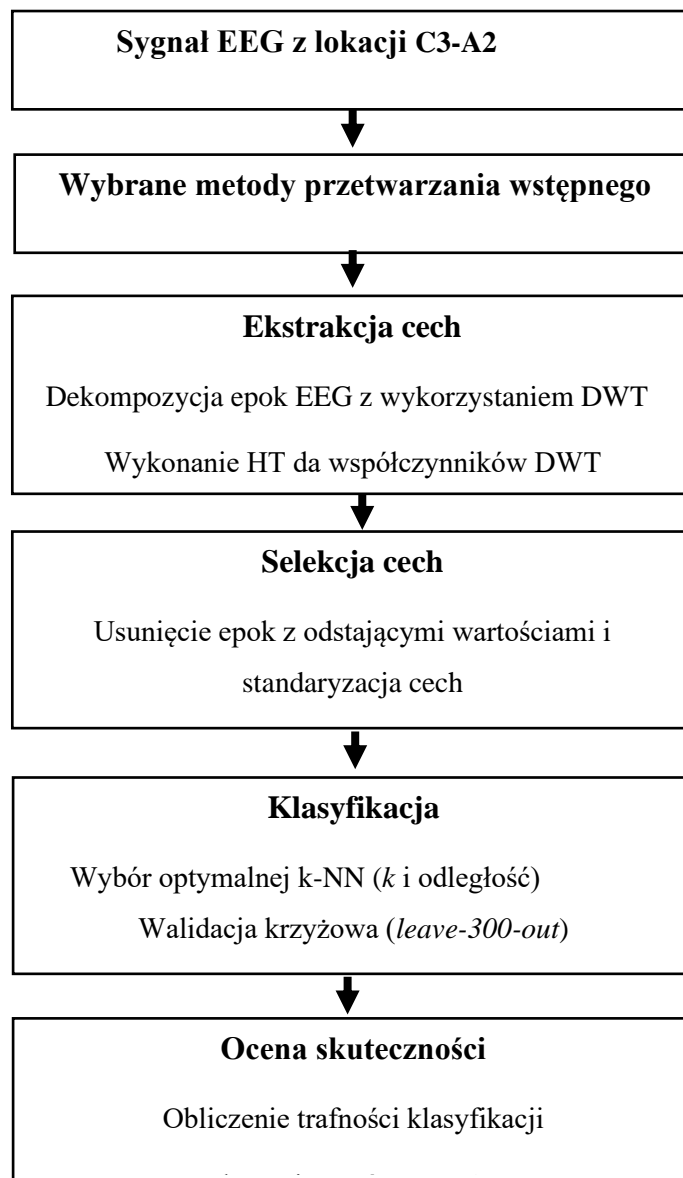 Sygnał EEG z lokacji C3-A2
Wybrane metody przetwarzania wstępnego
Ekstrakcja cech
Dekompozycja epok EEG z wykorzystaniem DWT
Wykonanie HT da współczynników DWT
Selekcja cech
Usunięcie epok z odstającymi wartościami i
standaryzacja cech
Klasyfikacja
Wybór optymalnej k-NN (k i odległość)
Walidacja krzyżowa (leave-300-out)
Ocena skuteczności
Obliczenie trafności klasyfikacji